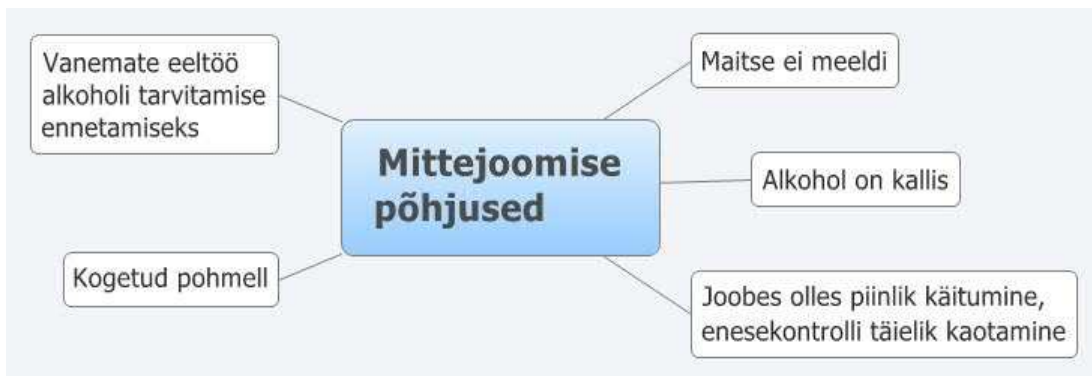 Vanemate eeltöö
alkoholi tarvitamise
ennetamiseks
Kogetud pohmell
Mittejoomise
põhjused
Maitse ei meeldi
Alkohol on kallis
Joobes olles piinlik käitumine,
enesekontrolli täielik kaotamine